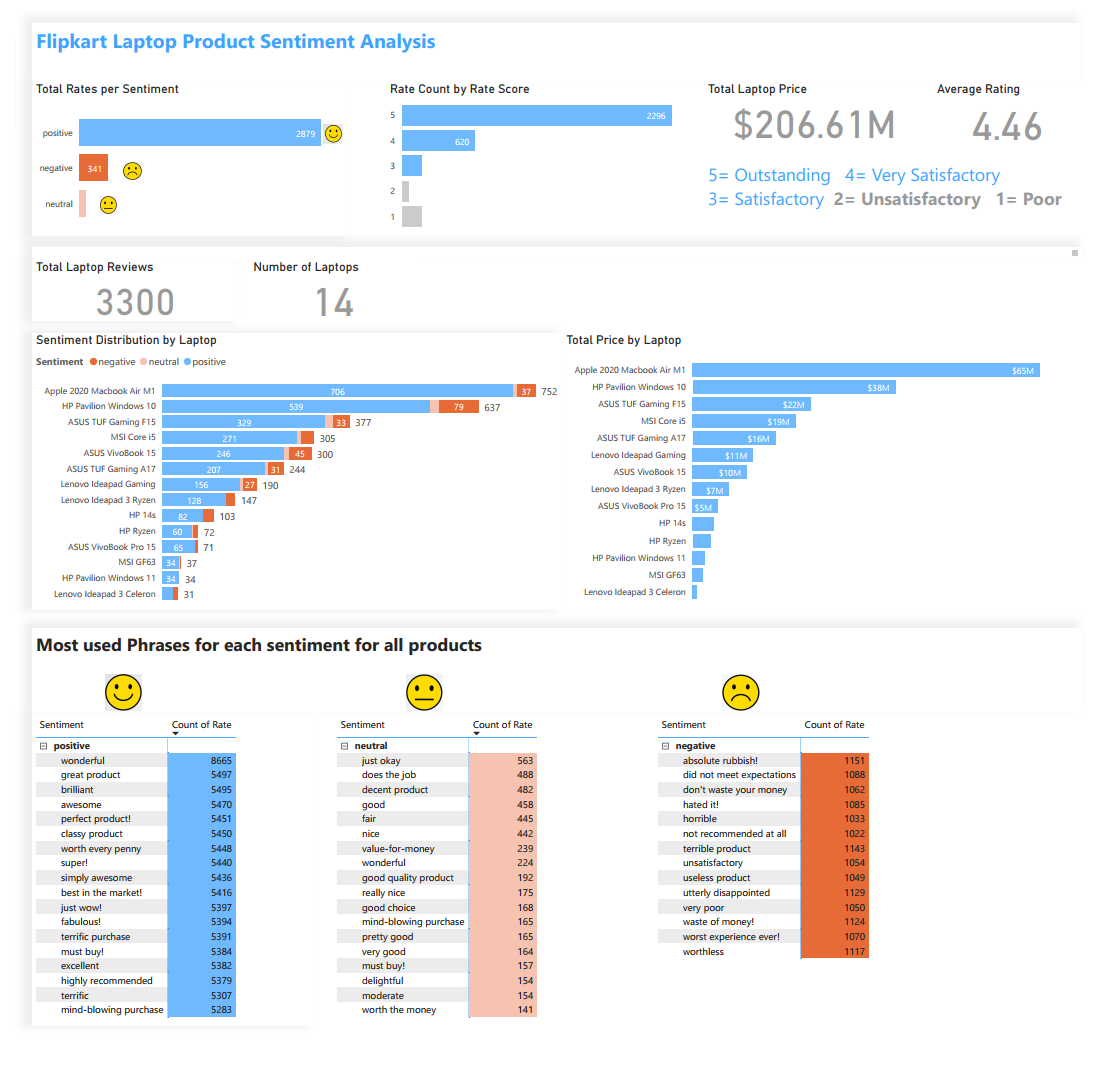 Flipkart Laptop Product Sentiment Analysis
Total Rates per Sentiment
positive 2879
negative 341
neutral
Rate Count by Rate Score
5 2296
4 620
3
2
1
Total Laptop Price
$206.61M
Average Rating
4.46
5= Outstanding 4= Very Satisfactory
3= Satisfactory 2= Unsatisfactory 1= Poor
Total Laptop Reviews
3300
Number of Laptops
14
Sentiment Distribution by Laptop
Sentiment negative neutral positive
Apple 2020 Macbook Air M1 706 37 752
HP Pavilion Windows 10 539 79 637
ASUS TUF Gaming F15 329 33 377
MSI Core i5 271 305
ASUS VivoBook 15 246 45 300
ASUS TUF Gaming A17 207 31 244
Lenovo Ideapad Gaming 156 27 190
Lenovo Ideapad 3 Ryzen 128 147
HP 14s 82 103
HP Ryzen 60 72
ASUS VivoBook Pro 15 65 71
MSI GF63 34 37
HP Pavilion Windows 11 34 34
Lenovo Ideapad 3 Celeron 31
Total Price by Laptop
Apple 2020 Macbook Air M1 $65M
HP Pavilion Windows 10 $38M
ASUS TUF Gaming F15 $22M
MSI Core i5 $19M
ASUS TUF Gaming A17 $16M
Lenovo Ideapad Gaming $11M
ASUS VivoBook 15 $10M
Lenovo Ideapad 3 Ryzen $7M
ASUS VivoBook Pro 15 $5M
HP 14s
HP Ryzen
HP Pavilion Windows 11
MSI GF63
Lenovo Ideapad 3 Celeron
Most used Phrases for each sentiment for all products
Sentiment Count of Rate
positive
wonderful 8665
great product 5497
brilliant 5495
awesome 5470
perfect product! 5451
classy product 5450
worth every penny 5448
super! 5440
simply awesome 5436
best in the market! 5416
just wow! 5397
fabulous! 5394
terrific purchase 5391
must buy! 5384
excellent 5382
highly recommended 5379
terrific 5307
mind-blowing purchase 5283
Sentiment Count of Rate
neutral
just okay 563
does the job 488
decent product 482
good 458
fair 445
nice 442
value-for-money 239
wonderful 224
good quality product 192
really nice 175
good choice 168
mind-blowing purchase 165
pretty good 165
very good 164
must buy! 157
delightful 154
moderate 154
worth the money 141
Sentiment Count of Rate
negative
absolute rubbish! 1151
did not meet expectations 1088
don't waste your money 1062
hated it! 1085
horrible 1033
not recommended at all 1022
terrible product 1143
unsatisfactory 1054
useless product 1049
utterly disappointed 1129
very poor 1050
waste of money! 1124
worst experience ever! 1070
worthless 1117